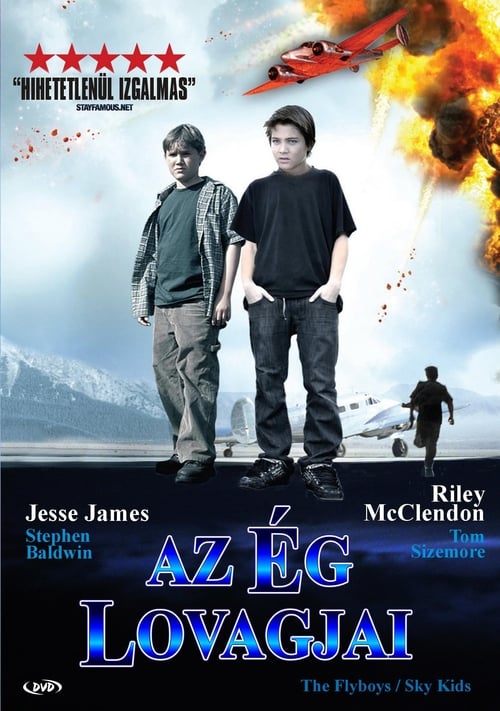 "HIHETETLENÜL IZGALMAS"
STAYFAMOUS.NET
Jesse James
Stephen
Baldwin
Riley
McClendon
Tom
Sizemore
AZ ÉG
LOVAGJAI
DVD
The Flyboys / Sky Kids